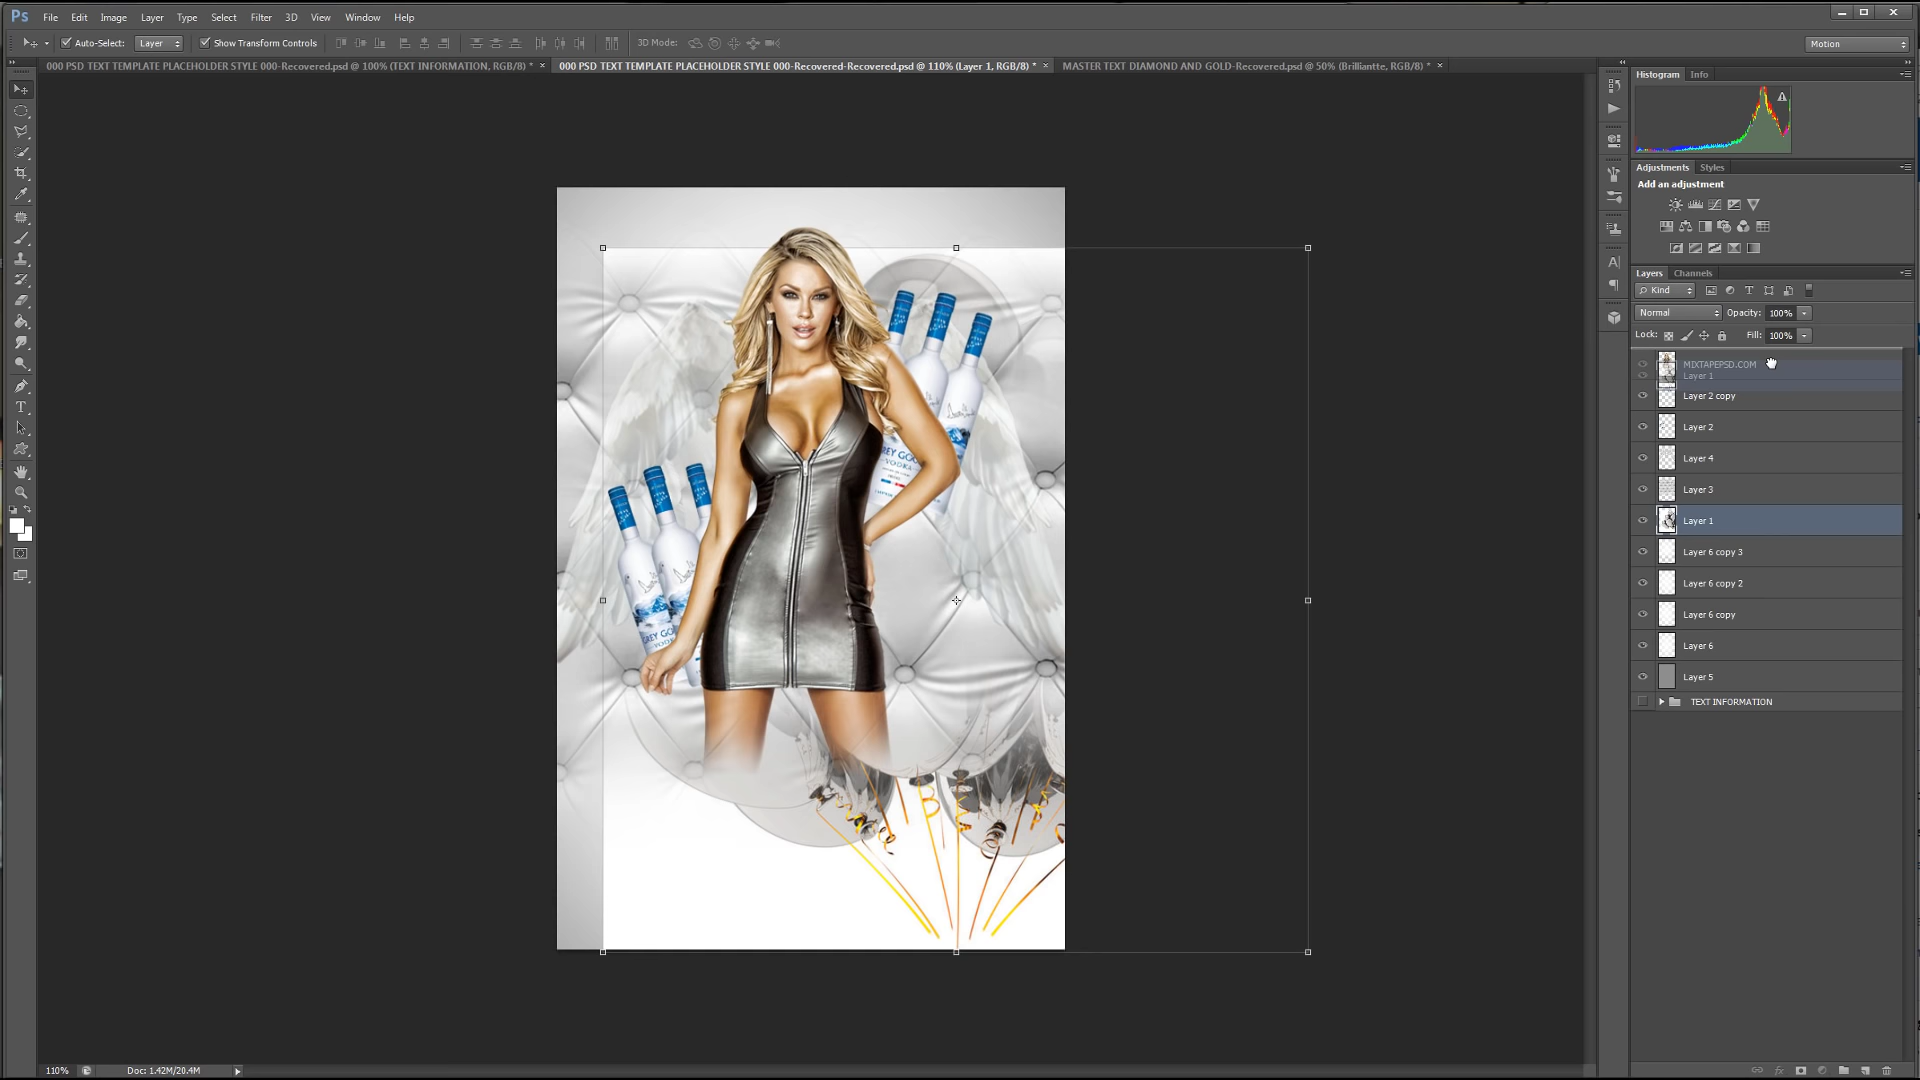 Ps File Edit Image Layer Type Select Filter 3D View Window Help
Auto-Select: Layer Show Transform Controls 3D Mode: Motion
000 PSD TEXT TEMPLATE PLACEHOLDER STYLE 000-Recovered.psd @ 100% (TEXT INFORMATION, RGB/8) * × 000 PSD TEXT TEMPLATE PLACEHOLDER STYLE 000-Recovered-Recovered.psd @ 110% (Layer 1, RGB/8) * × MASTER TEXT DIAMOND AND GOLD-Recovered.psd @ 50% (Brilliantte, RGB/8) * ×
Histogram Info
Adjustments Styles
Add an adjustment
Layers Channels
Kind
Normal Opacity: 100%
Lock: Fill: 100%
MIXTAPEPSD.COM
Layer 1
Layer 2 copy
Layer 2
Layer 4
Layer 3
Layer 1
Layer 6 copy 3
Layer 6 copy 2
Layer 6 copy
Layer 6
Layer 5
TEXT INFORMATION
REY GOO
VODKA
REY GO
110% Doc: 1.42M/20.4M